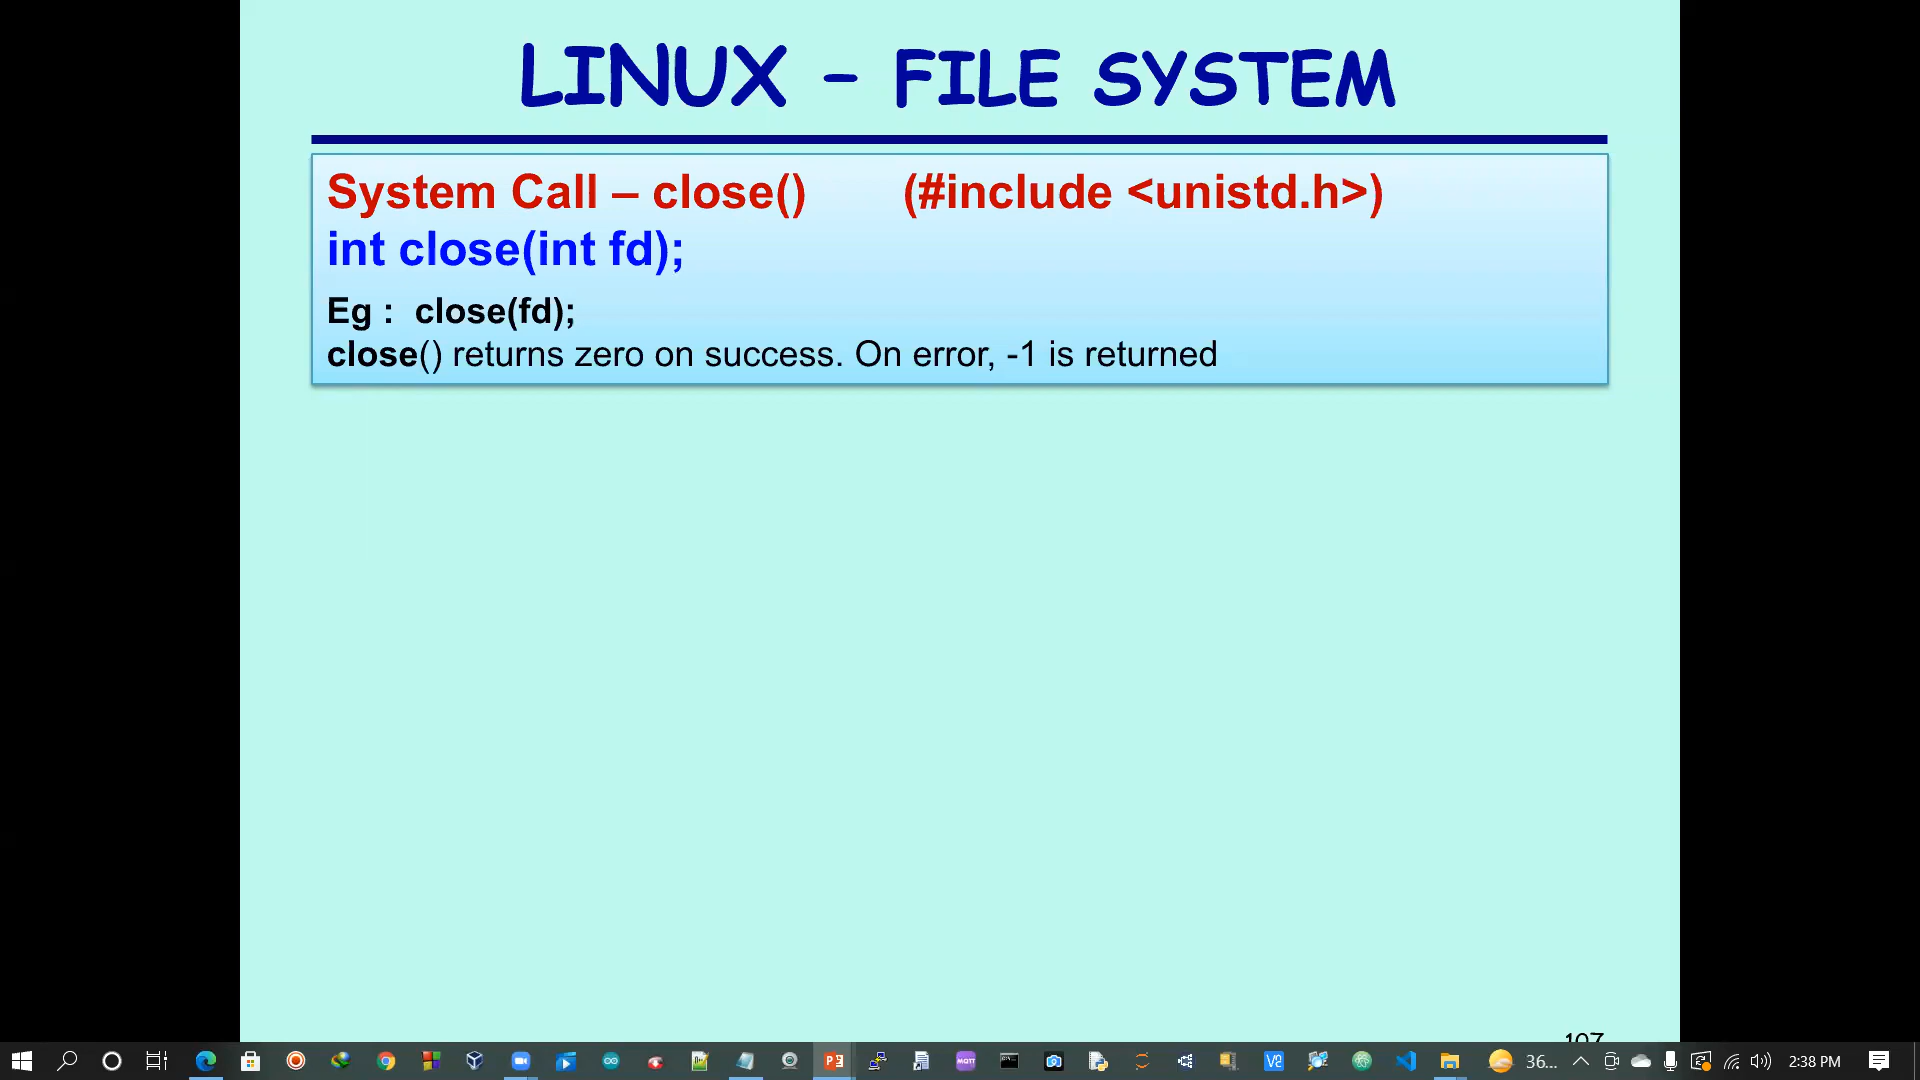 LINUX – FILE SYSTEM
System Call – close() (#include <unistd.h>)
int close(int fd);
Eg : close(fd);
close() returns zero on success. On error, -1 is returned
107
36... 2:38 PM